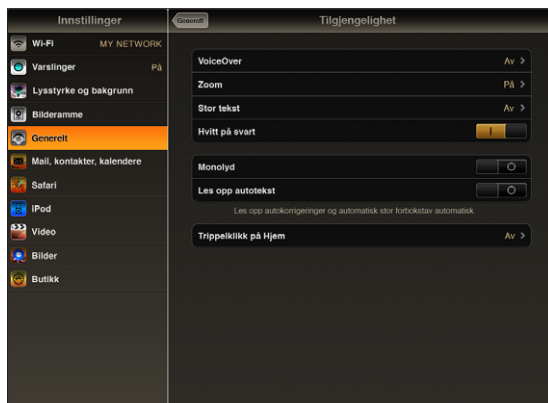 Innstillinger
Wi-Fi MY NETWORK
Varslinger På
Lysstyrke og bakgrunn
Bilderamme
Generelt
Mail, kontakter, kalendere
Safari
iPod
Video
Bilder
Butikk
Generelt Tilgjengelighet
VoiceOver Av
Zoom På
Stor tekst Av
Hvitt på svart
Monolyd
Les opp autotekst
Les opp autokorrigeringer og automatisk stor forbokstav automatisk.
Trippelklikk på Hjem Av